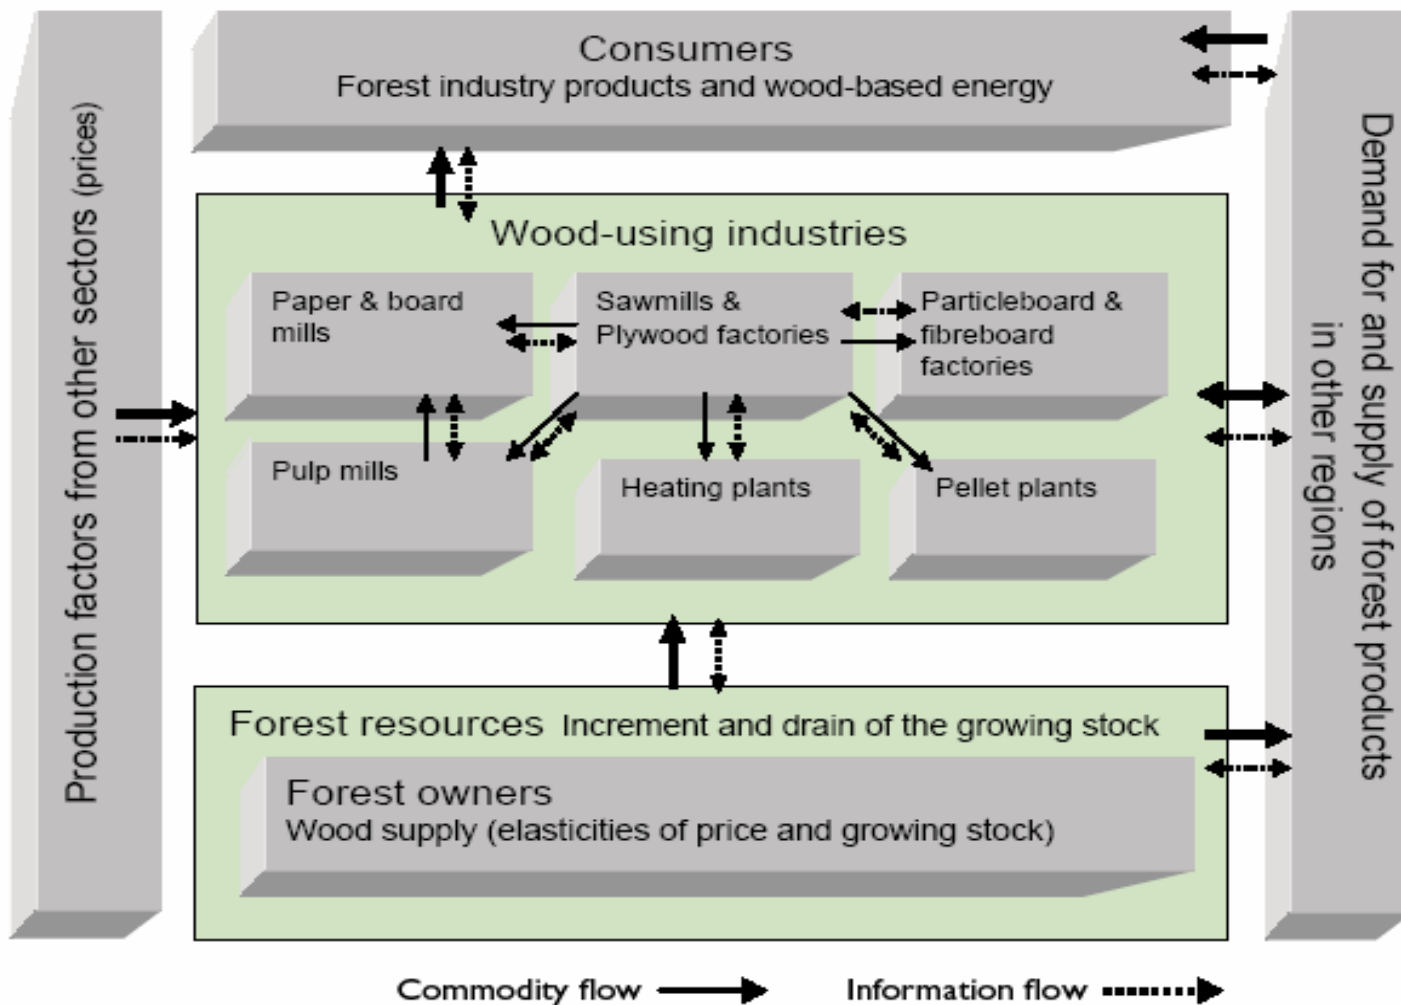 Production factors from other sectors (prices)
Consumers
Forest industry products and wood-based energy
Wood-using industries
Paper & board
mills
Sawmills &
Plywood factories
Particleboard &
fibreboard
factories
Pulp mills
Heating plants
Pellet plants
Forest resources Increment and drain of the growing stock
Forest owners
Wood supply (elasticities of price and growing stock)
Demand for and supply of forest products
in other regions
Commodity flow
Information flow